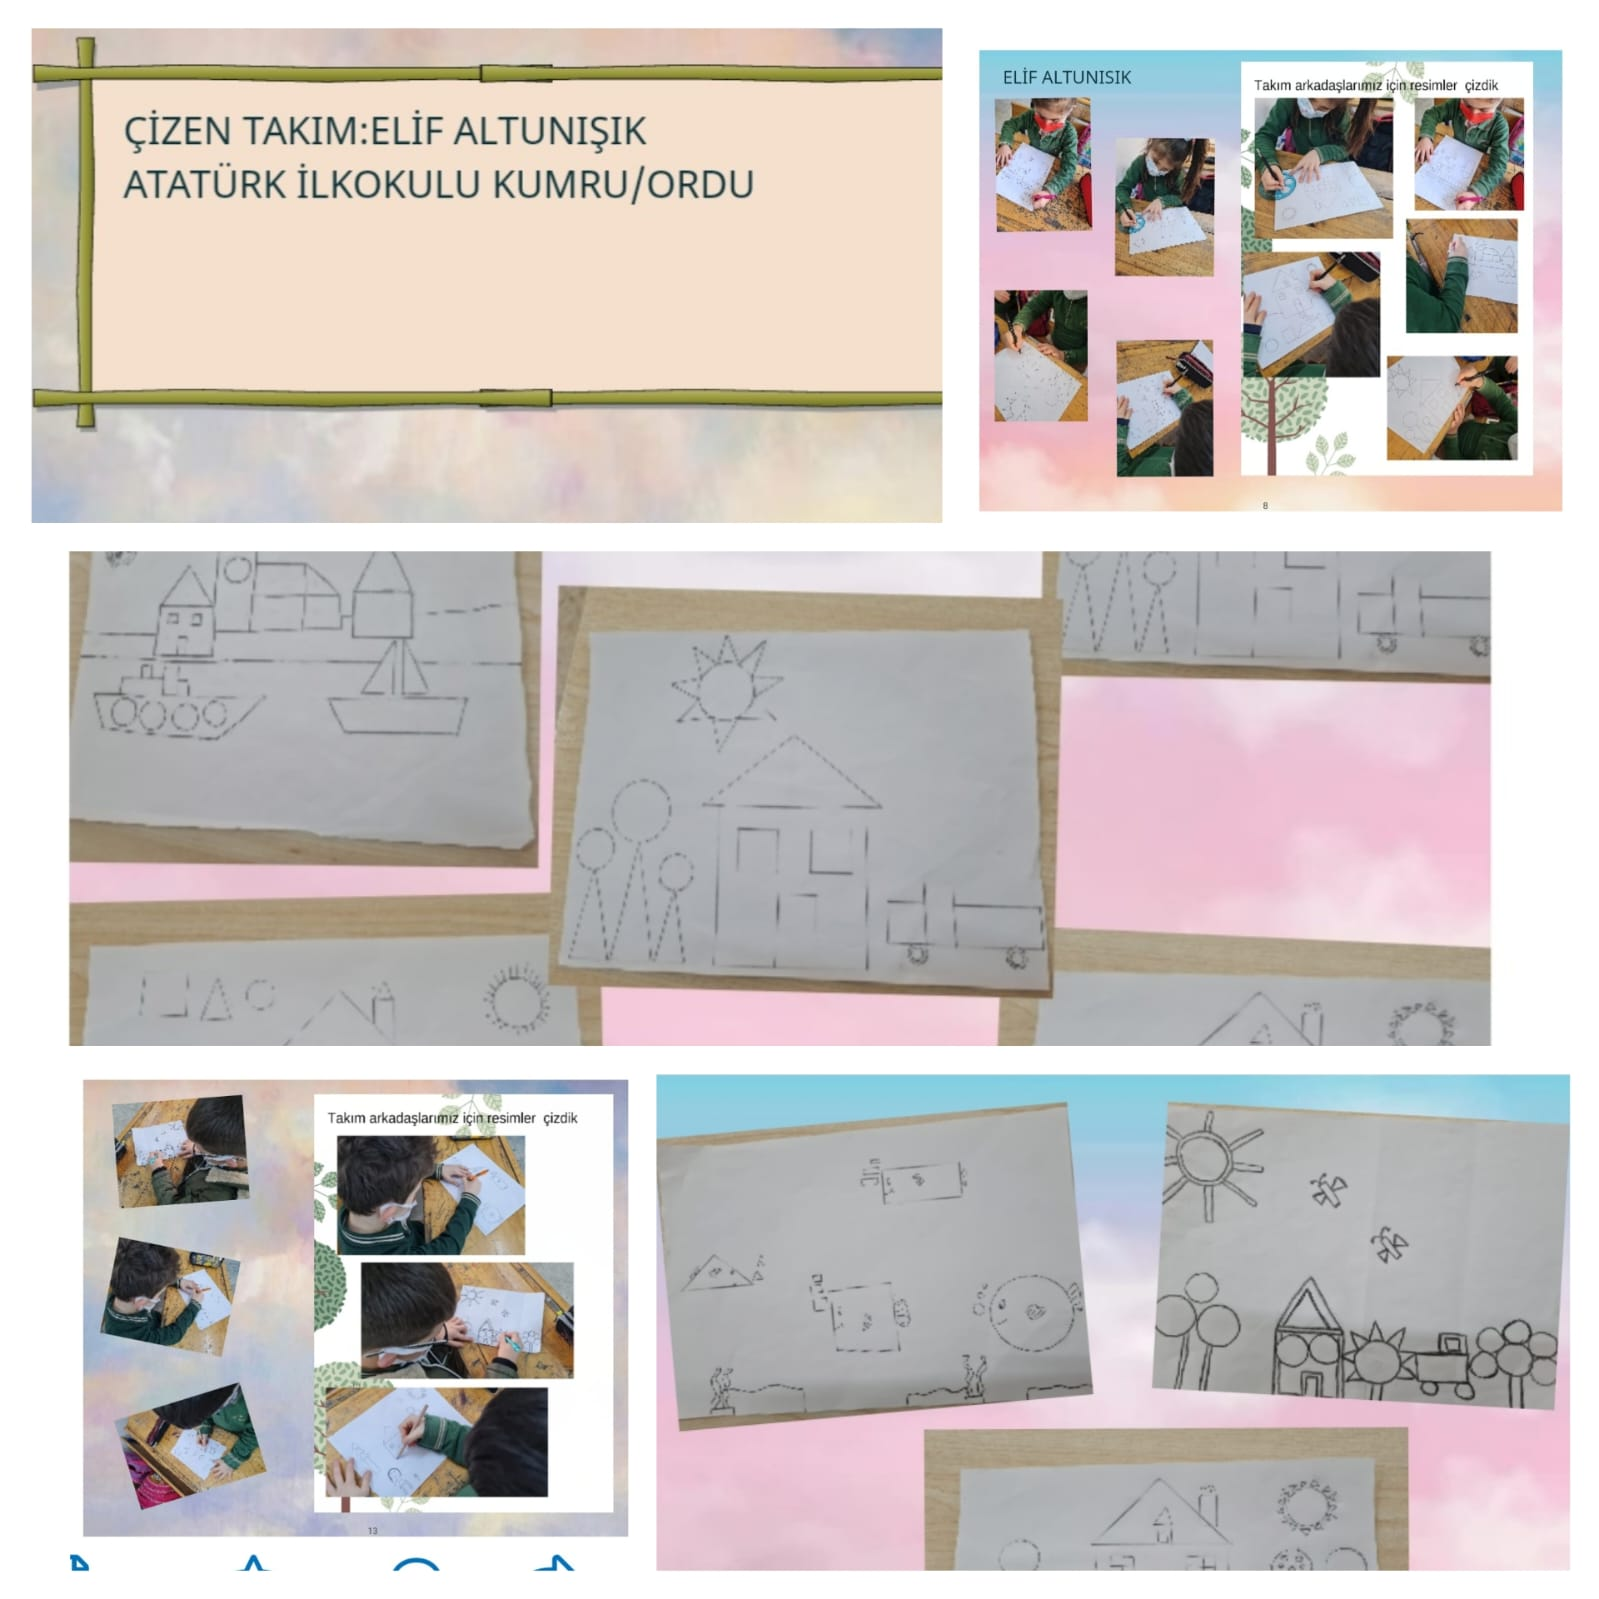 ÇİZEN TAKIM:ELİF ALTUNIŞIK
ATATÜRK İLKOKULU KUMRU/ORDU
ELİF ALTUNISIK
Takım arkadaşlarımız için resimler çizdik
8
Takım arkadaşlarımız için resimler çizdik
13